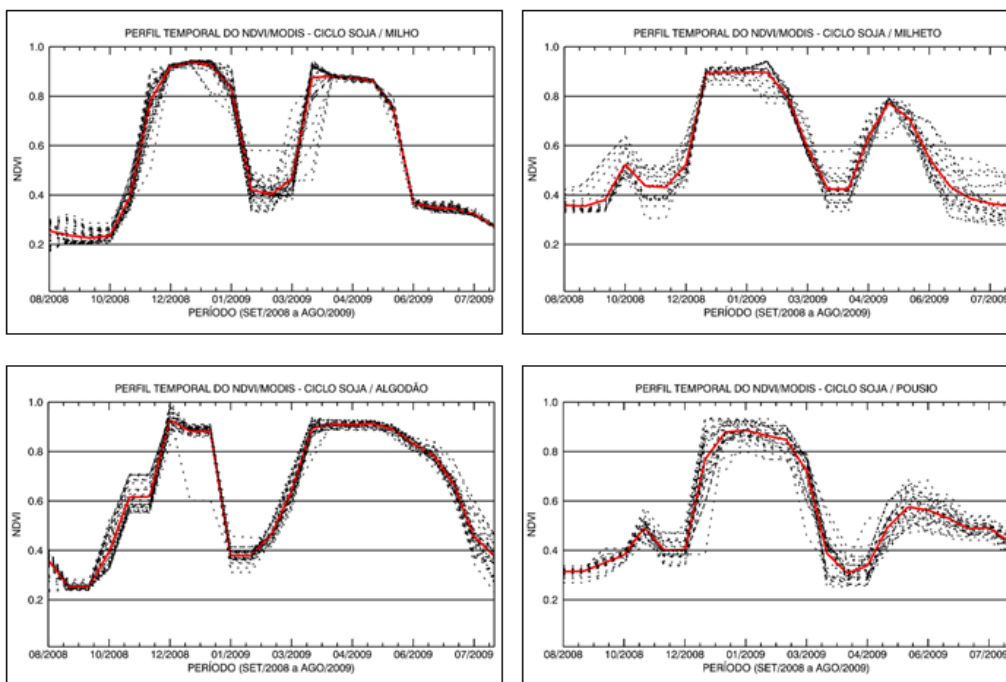 PERFIL TEMPORAL DO NDVI/MODIS - CICLO SOJA / MILHO
1.0
0.8
0.6
0.4
0.2
NDVI
08/2008 10/2008 12/2008 01/2009 03/2009 04/2009 06/2009 07/2009
PERÍODO (SET/2008 a AGO/2009)
PERFIL TEMPORAL DO NDVI/MODIS - CICLO SOJA / MILHETO
1.0
0.8
0.6
0.4
0.2
NDVI
08/2008 10/2008 12/2008 01/2009 03/2009 04/2009 06/2009 07/2009
PERÍODO (SET/2008 a AGO/2009)
PERFIL TEMPORAL DO NDVI/MODIS - CICLO SOJA / ALGODÃO
1.0
0.8
0.6
0.4
0.2
NDVI
08/2008 10/2008 12/2008 01/2009 03/2009 04/2009 06/2009 07/2009
PERÍODO (SET/2008 a AGO/2009)
PERFIL TEMPORAL DO NDVI/MODIS - CICLO SOJA / POUSIO
1.0
0.8
0.6
0.4
0.2
NDVI
08/2008 10/2008 12/2008 01/2009 03/2009 04/2009 06/2009 07/2009
PERÍODO (SET/2008 a AGO/2009)